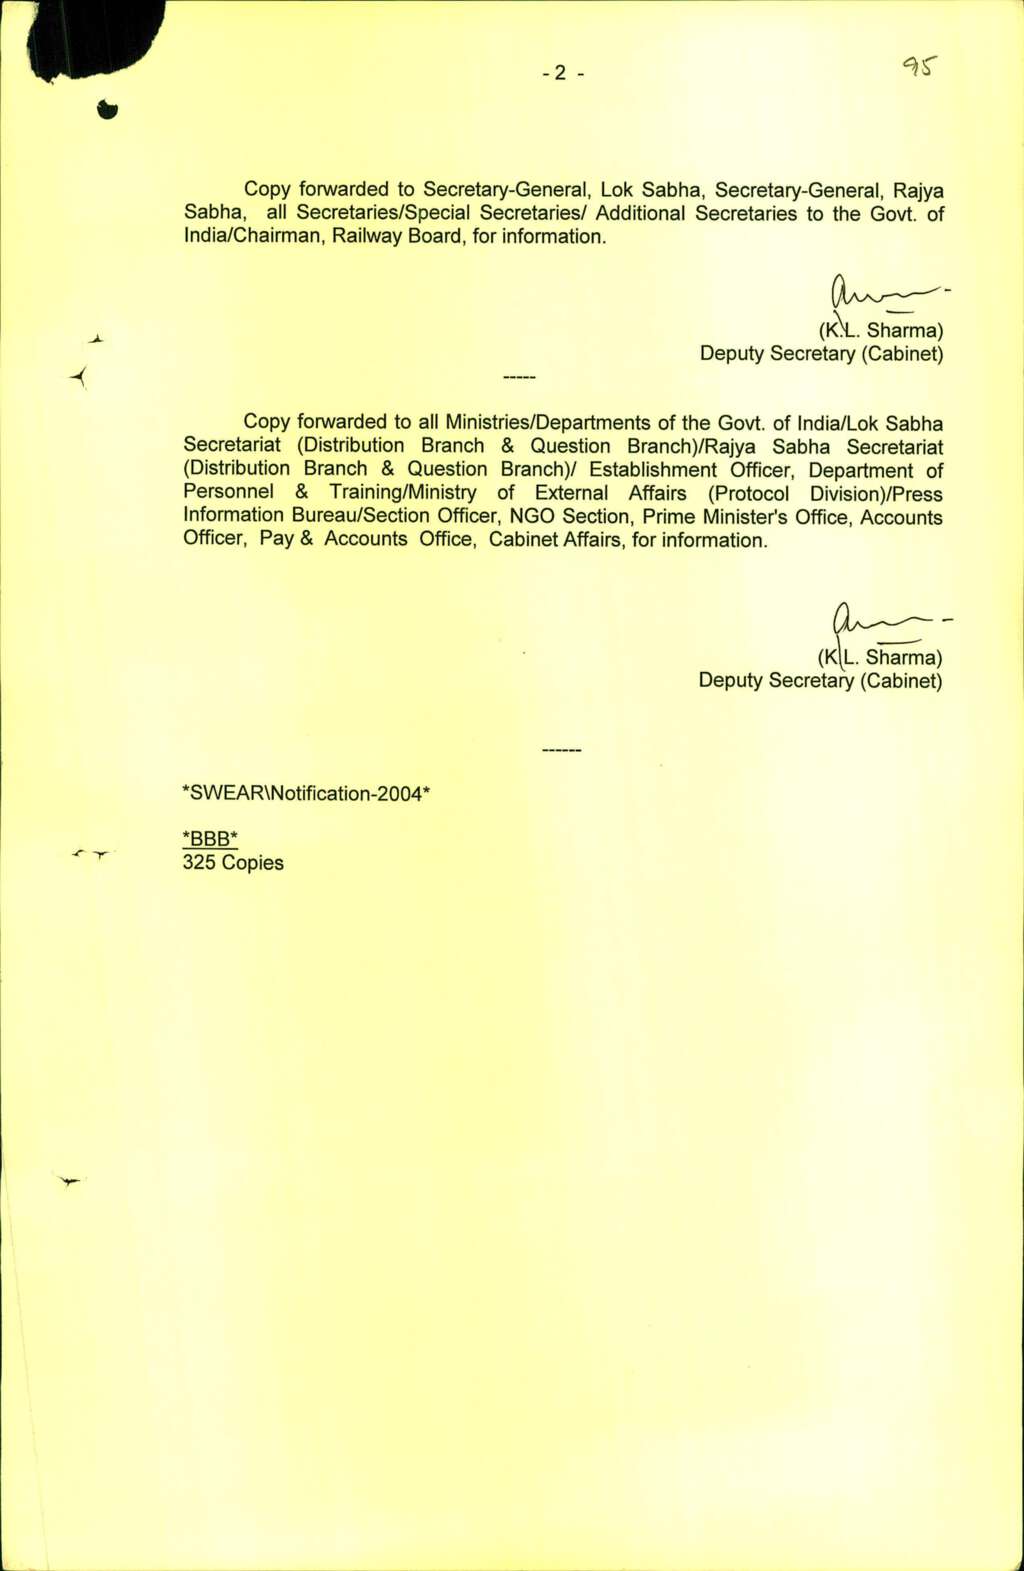 - 2 -
95
Copy forwarded to Secretary-General, Lok Sabha, Secretary-General, Rajya
Sabha, all Secretaries/Special Secretaries/ Additional Secretaries to the Govt. of
India/Chairman, Railway Board, for information.
(K.L. Sharma)
Deputy Secretary (Cabinet)
-----
Copy forwarded to all Ministries/Departments of the Govt. of India/Lok Sabha
Secretariat (Distribution Branch & Question Branch)/Rajya Sabha Secretariat
(Distribution Branch & Question Branch)/ Establishment Officer, Department of
Personnel & Training/Ministry of External Affairs (Protocol Division)/Press
Information Bureau/Section Officer, NGO Section, Prime Minister's Office, Accounts
Officer, Pay & Accounts Office, Cabinet Affairs, for information.
(K.L. Sharma)
Deputy Secretary (Cabinet)
------
*SWEAR\Notification-2004*
*BBB*
325 Copies